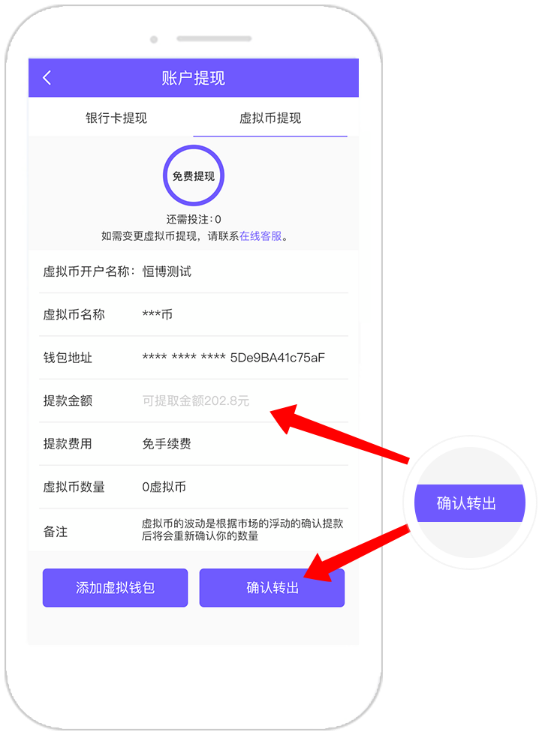 账户提现
银行卡提现
虚拟币提现
免费提现
还需投注:0
如需变更虚拟币提现，请联系在线客服。
虚拟币开户名称：恒博测试
虚拟币名称 ***币
钱包地址 **** **** **** 5De9BA41c75aF
提款金额 可提取金额202.8元
提款费用 免手续费
虚拟币数量 0虚拟币
备注 虚拟币的波动是根据市场的浮动的确认提款
后将会重新确认你的数量
添加虚拟钱包
确认转出
确认转出